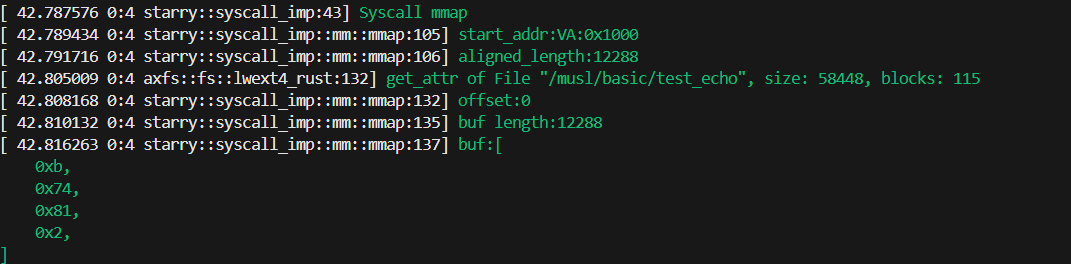 [ 42.787576 0:4 starry::syscall_imp:43] Syscall mmap
[ 42.789434 0:4 starry::syscall_imp::mm::mmap:105] start_addr:VA:0x1000
[ 42.791716 0:4 starry::syscall_imp::mm::mmap:106] aligned_length:12288
[ 42.805009 0:4 axfs::fs::lwext4_rust:132] get_attr of File "/musl/basic/test_echo", size: 58448, blocks: 115
[ 42.808168 0:4 starry::syscall_imp::mm::mmap:132] offset:0
[ 42.810132 0:4 starry::syscall_imp::mm::mmap:135] buf length:12288
[ 42.816263 0:4 starry::syscall_imp::mm::mmap:137] buf:[
    0xb,
    0x74,
    0x81,
    0x2,
]